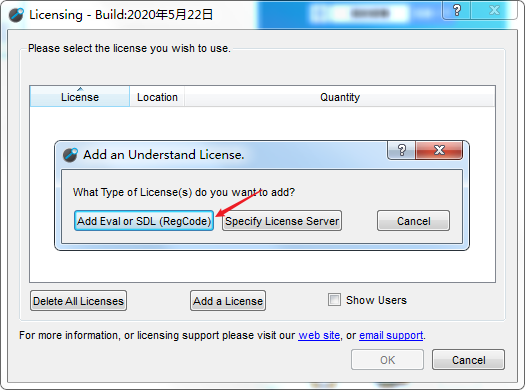 Licensing - Build:2020年5月22日
Please select the license you wish to use.
License Location Quantity
Add an Understand License.
What Type of License(s) do you want to add?
Add Eval or SDL (RegCode) Specify License Server Cancel
Delete All Licenses Add a License Show Users
For more information, or licensing support please visit our web site, or email support.
OK Cancel